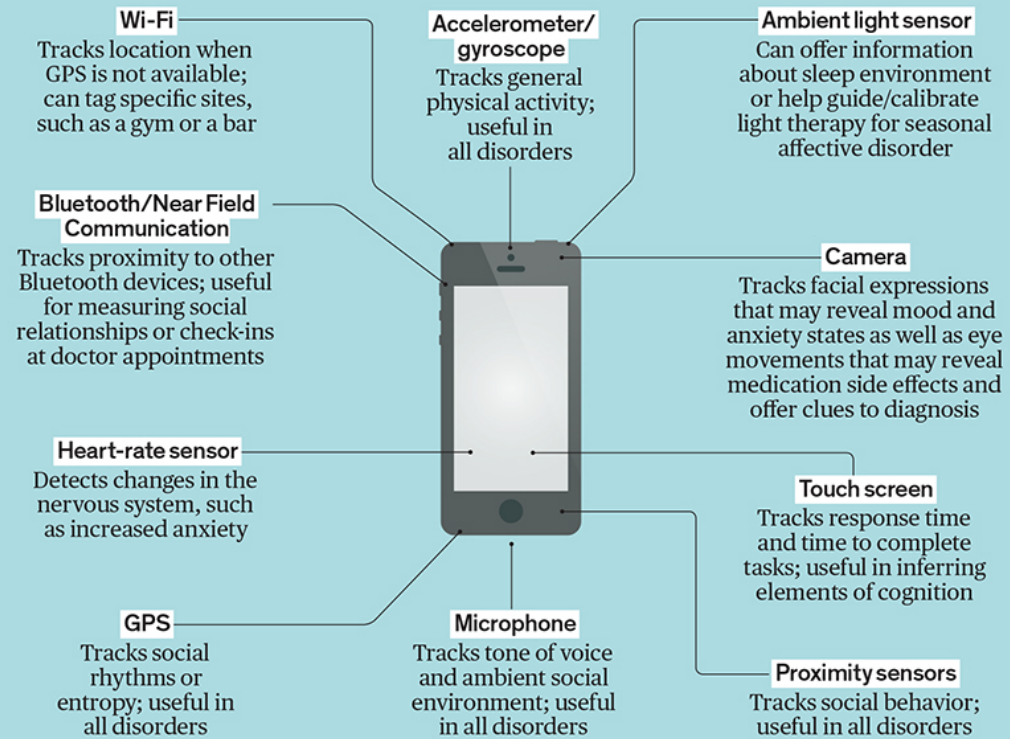 Wi-Fi
Tracks location when
GPS is not available;
can tag specific sites,
such as a gym or a bar
Accelerometer/
gyroscope
Tracks general
physical activity;
useful in
all disorders
Ambient light sensor
Can offer information
about sleep environment
or help guide/calibrate
light therapy for seasonal
affective disorder
Bluetooth/Near Field
Communication
Tracks proximity to other
Bluetooth devices; useful
for measuring social
relationships or check-ins
at doctor appointments
Camera
Tracks facial expressions
that may reveal mood and
anxiety states as well as eye
movements that may reveal
medication side effects and
offer clues to diagnosis
Heart-rate sensor
Detects changes in the
nervous system, such
as increased anxiety
Touch screen
Tracks response time
and time to complete
tasks; useful in inferring
elements of cognition
GPS
Tracks social
rhythms or
entropy; useful in
all disorders
Microphone
Tracks tone of voice
and ambient social
environment; useful
in all disorders
Proximity sensors
Tracks social behavior;
useful in all disorders